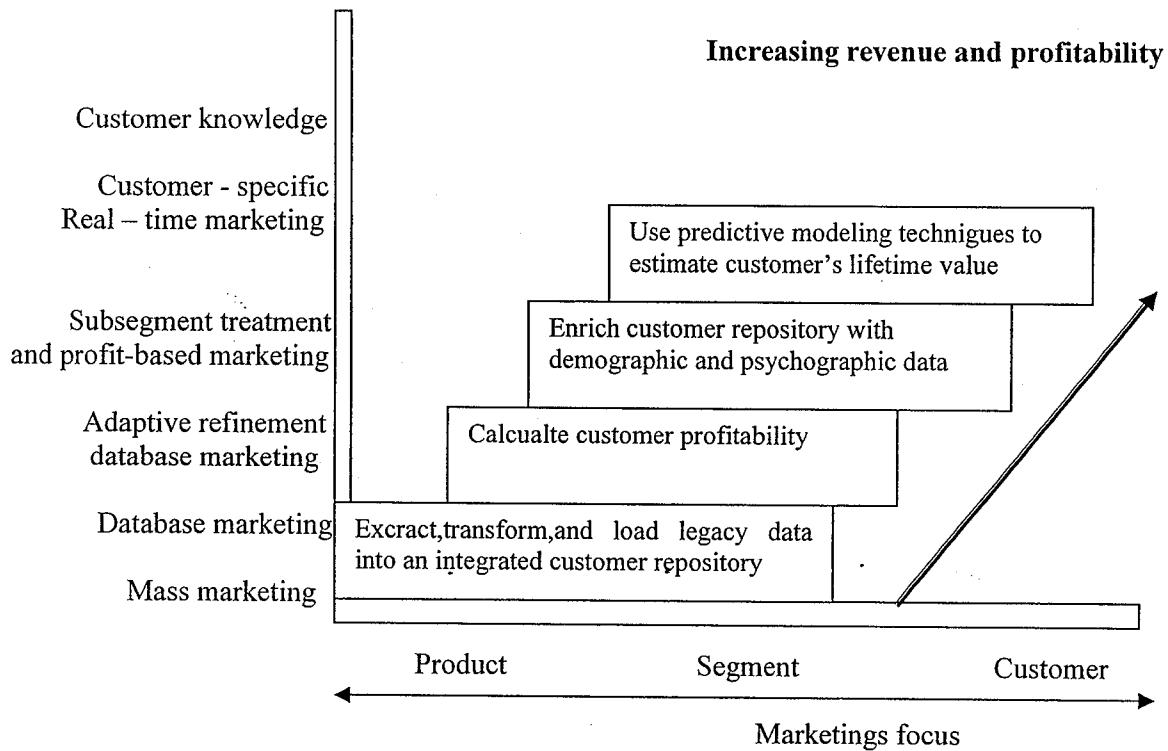 Increasing revenue and profitability
Customer knowledge
Customer - specific
Real – time marketing
Use predictive modeling technigues to
estimate customer's lifetime value
Subsegment treatment
and profit-based marketing
Enrich customer repository with
demographic and psychographic data
Adaptive refinement
database marketing
Calcualte customer profitability
Database marketing
Excract,transform,and load legacy data
into an integrated customer repository
Mass marketing
Product Segment Customer
Marketings focus